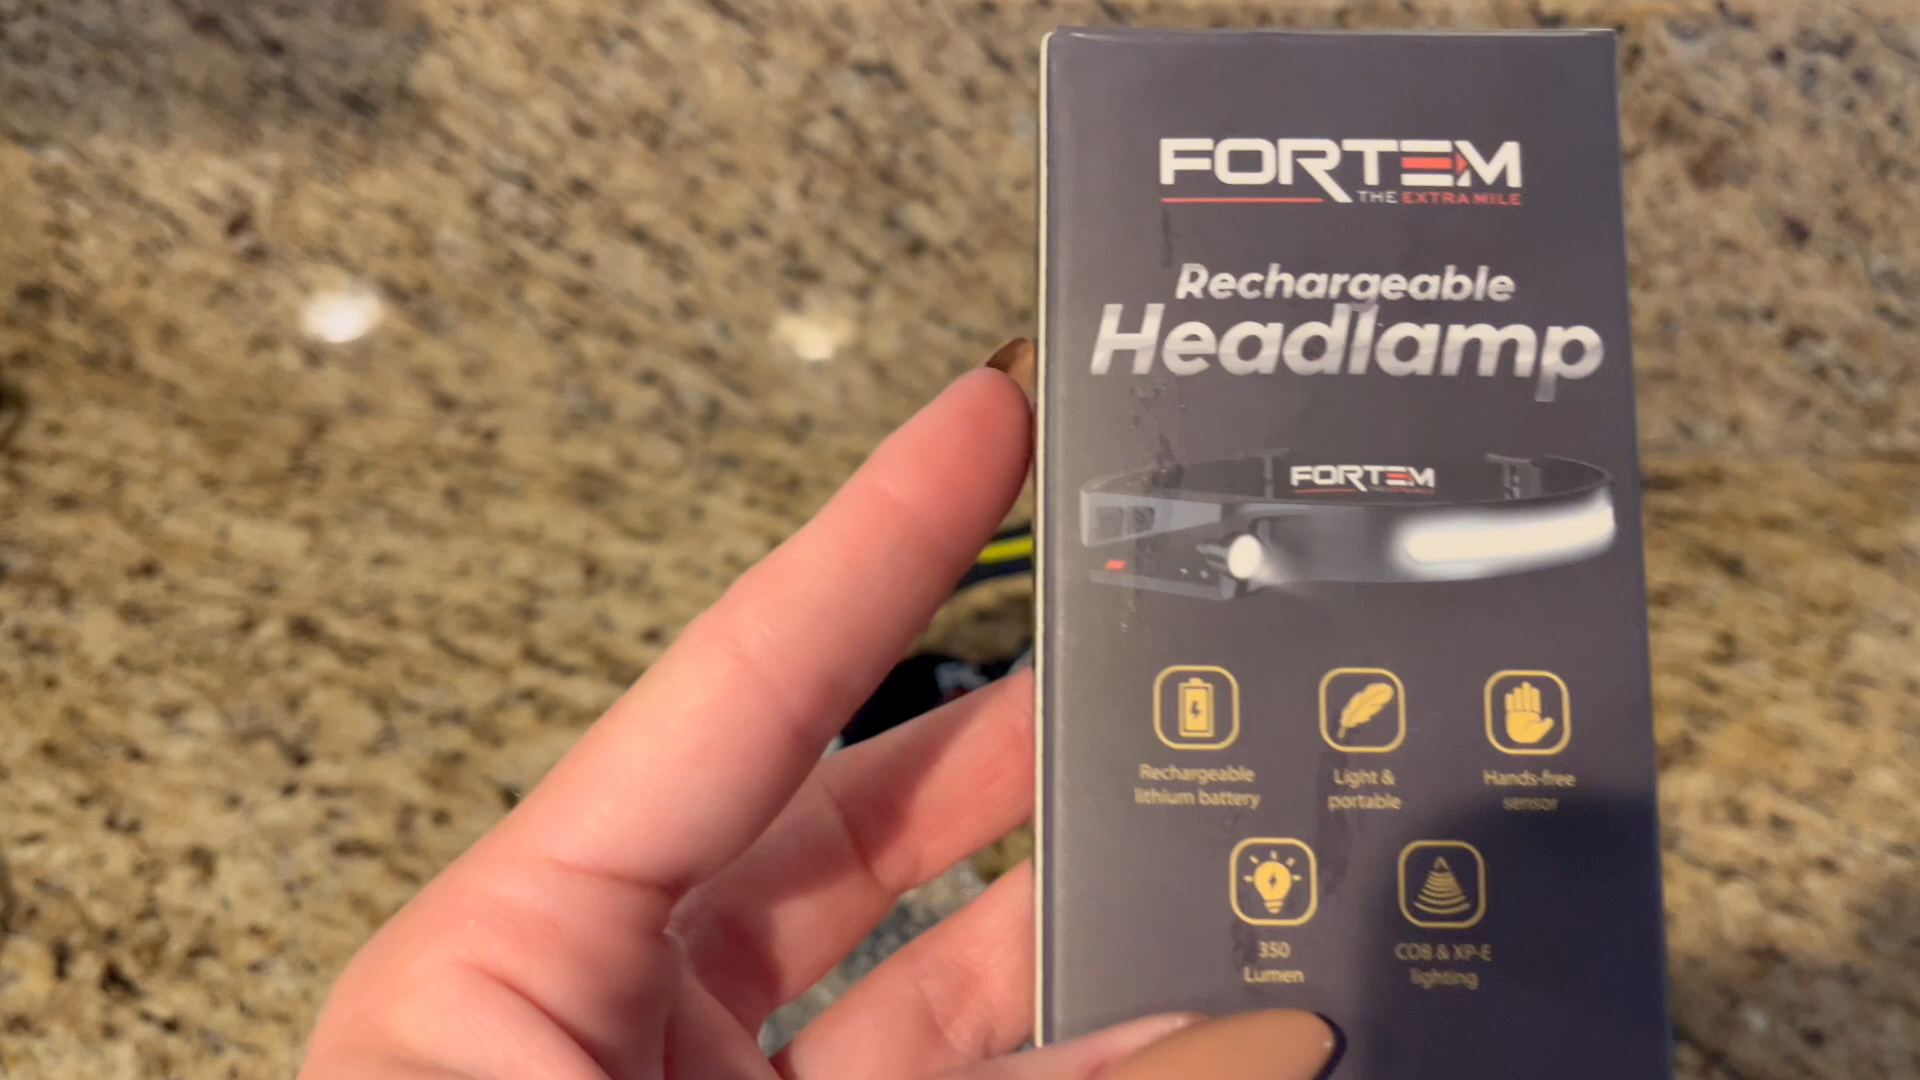 FORTEM
THE EXTRA MILE
Rechargeable
Headlamp
FORTEM
Rechargeable
lithium battery
Light &
portable
Hands-free
sensor
350
Lumen
COB & XP-E
lighting